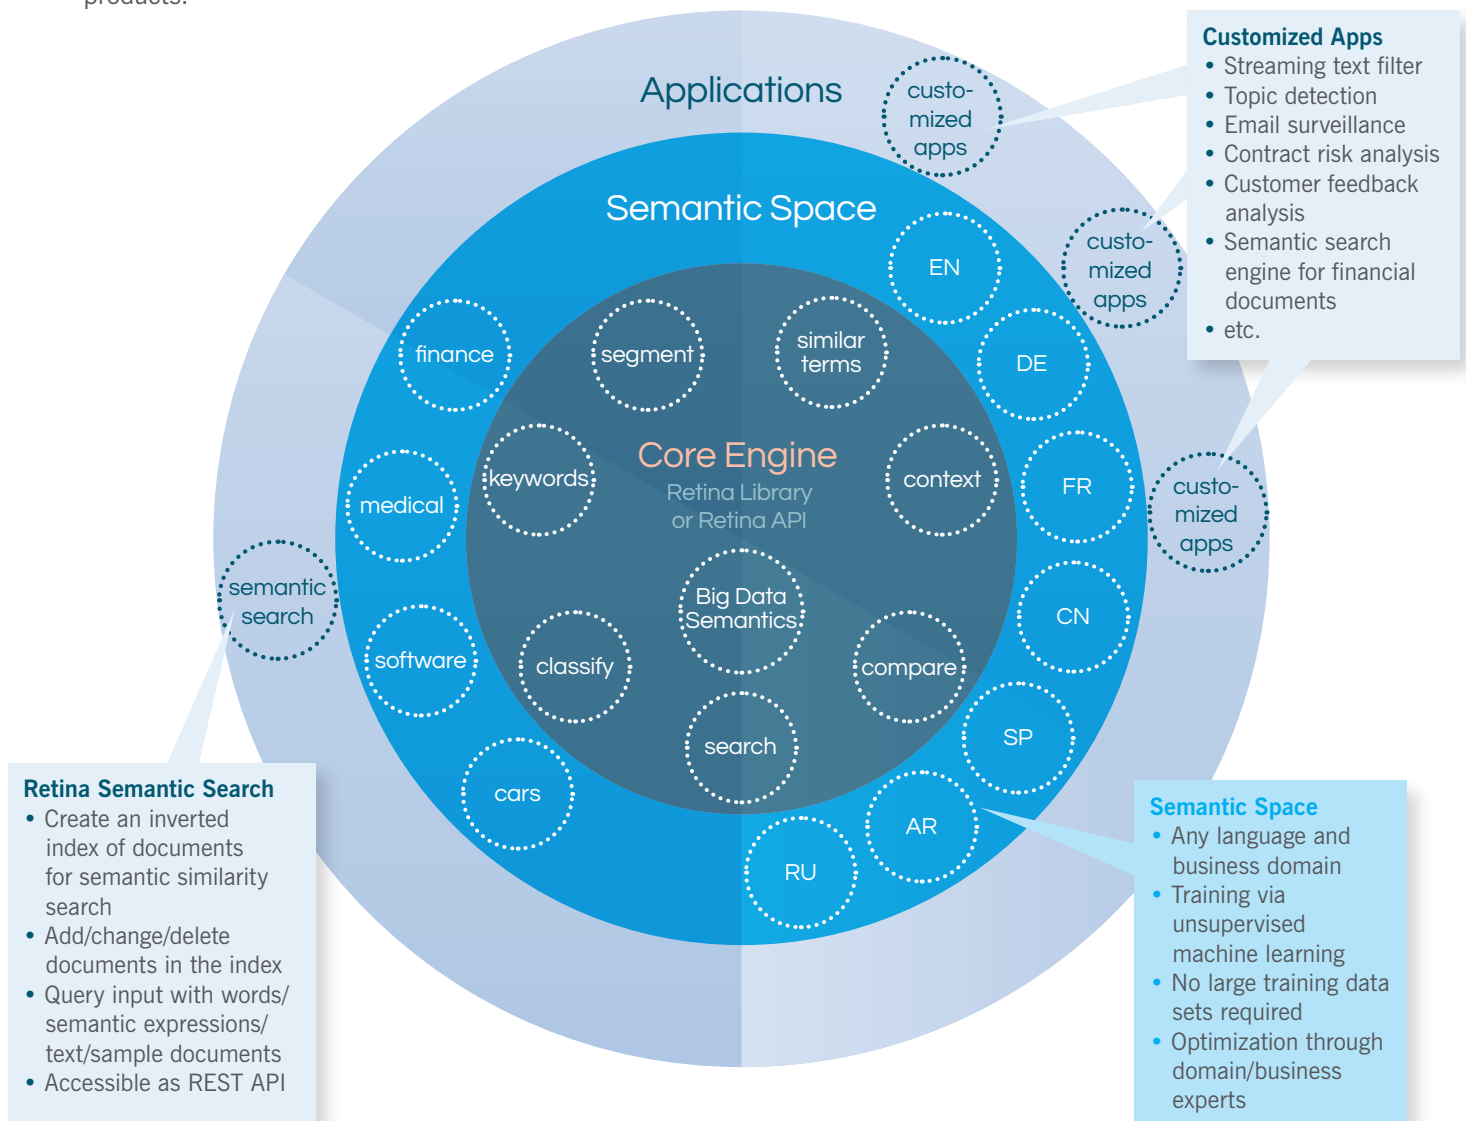 products.
Applications
custo-
mized
apps
Customized Apps
• Streaming text filter
• Topic detection
• Email surveillance
• Contract risk analysis
• Customer feedback
analysis
• Semantic search
engine for financial
documents
• etc.
Semantic Space
custo-
mized
apps
EN
finance
segment
similar
terms
DE
Core Engine
Retina Library
or Retina API
keywords
context
FR
medical
custo-
mized
apps
semantic
search
Big Data
Semantics
CN
software
classify
compare
search
SP
cars
AR
RU
Retina Semantic Search
• Create an inverted
index of documents
for semantic similarity
search
• Add/change/delete
documents in the index
• Query input with words/
semantic expressions/
text/sample documents
• Accessible as REST API
Semantic Space
• Any language and
business domain
• Training via
unsupervised
machine learning
• No large training data
sets required
• Optimization through
domain/business
experts